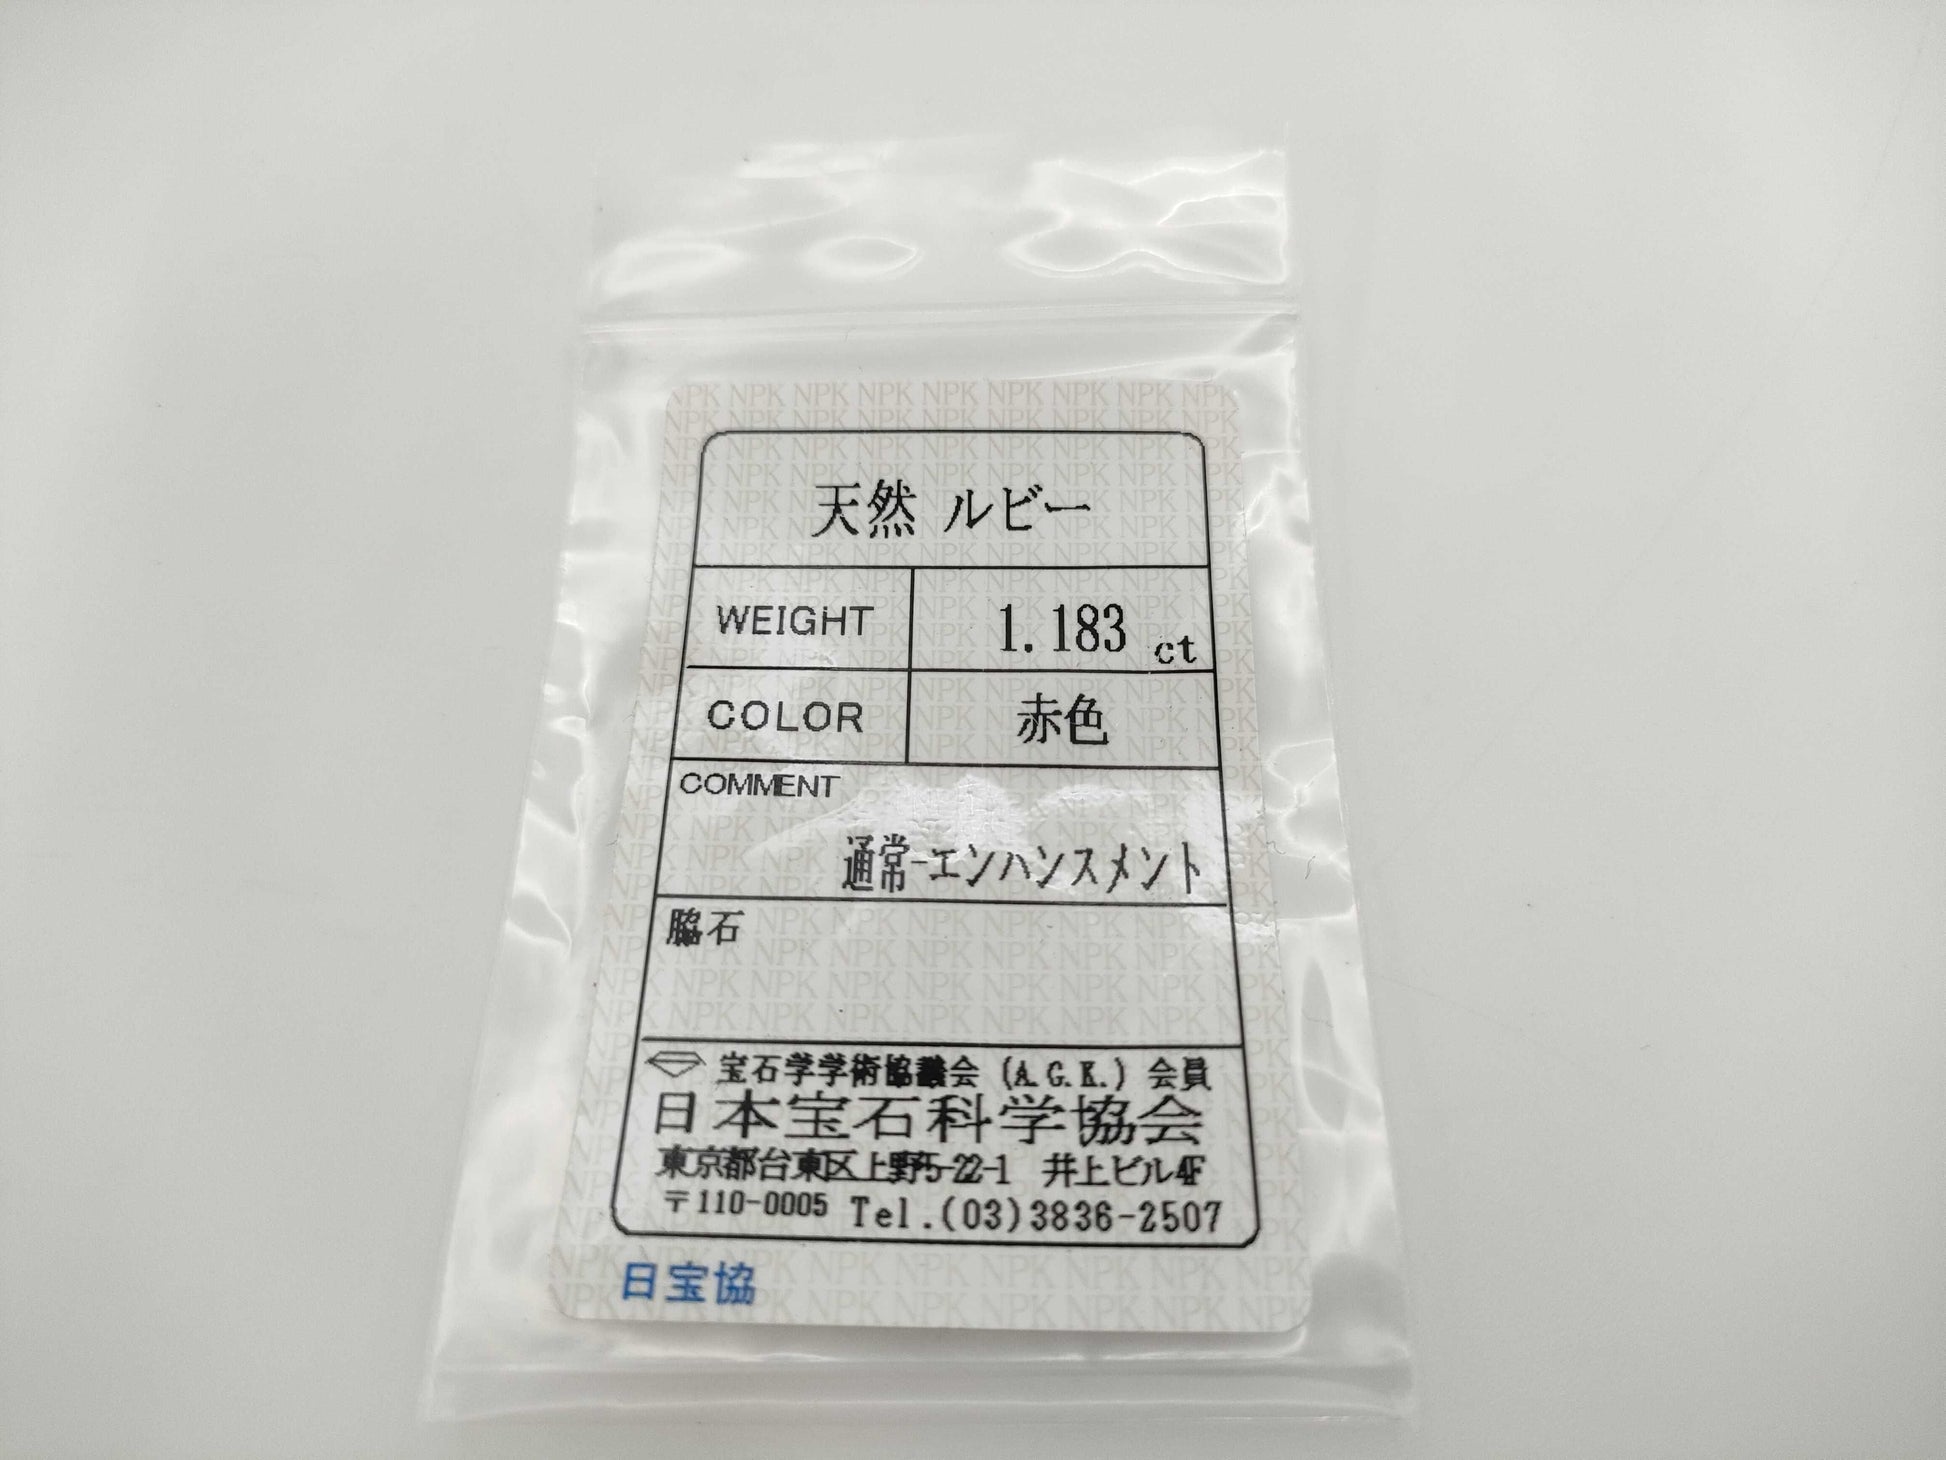 天然 ルビー
WEIGHT 1.183 ct
COLOR 赤色
COMMENT
通常-エンハンスメント
脇石
宝石学学術協議会 (A.G.K.) 会員
日本宝石科学協会
東京都台東区上野5-22-1 井上ビル4F
〒110-0005 Tel.(03)3836-2507
日宝協